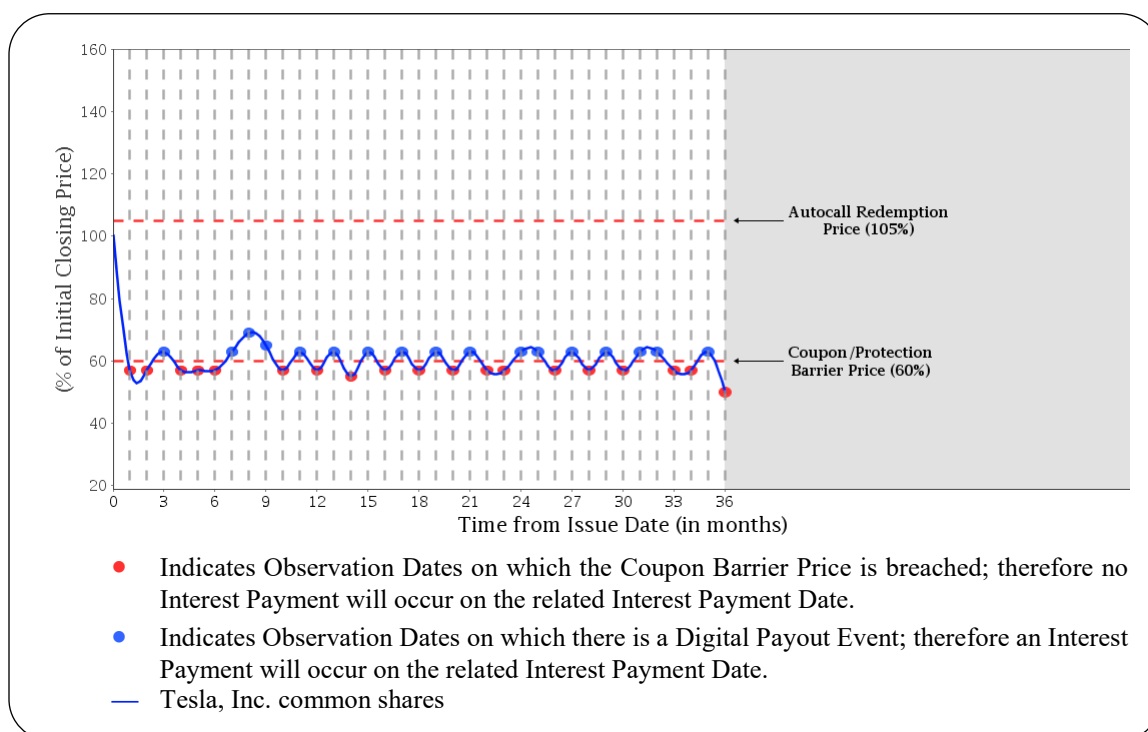 160
140
120
100
80
60
40
20
(% of Initial Closing Price)
Autocall Redemption
Price (105%)
Coupon/Protection
Barrier Price (60%)
0 3 6 9 12 15 18 21 24 27 30 33 36
Time from Issue Date (in months)
Indicates Observation Dates on which the Coupon Barrier Price is breached; therefore no
Interest Payment will occur on the related Interest Payment Date.
Indicates Observation Dates on which there is a Digital Payout Event; therefore an Interest
Payment will occur on the related Interest Payment Date.
Tesla, Inc. common shares